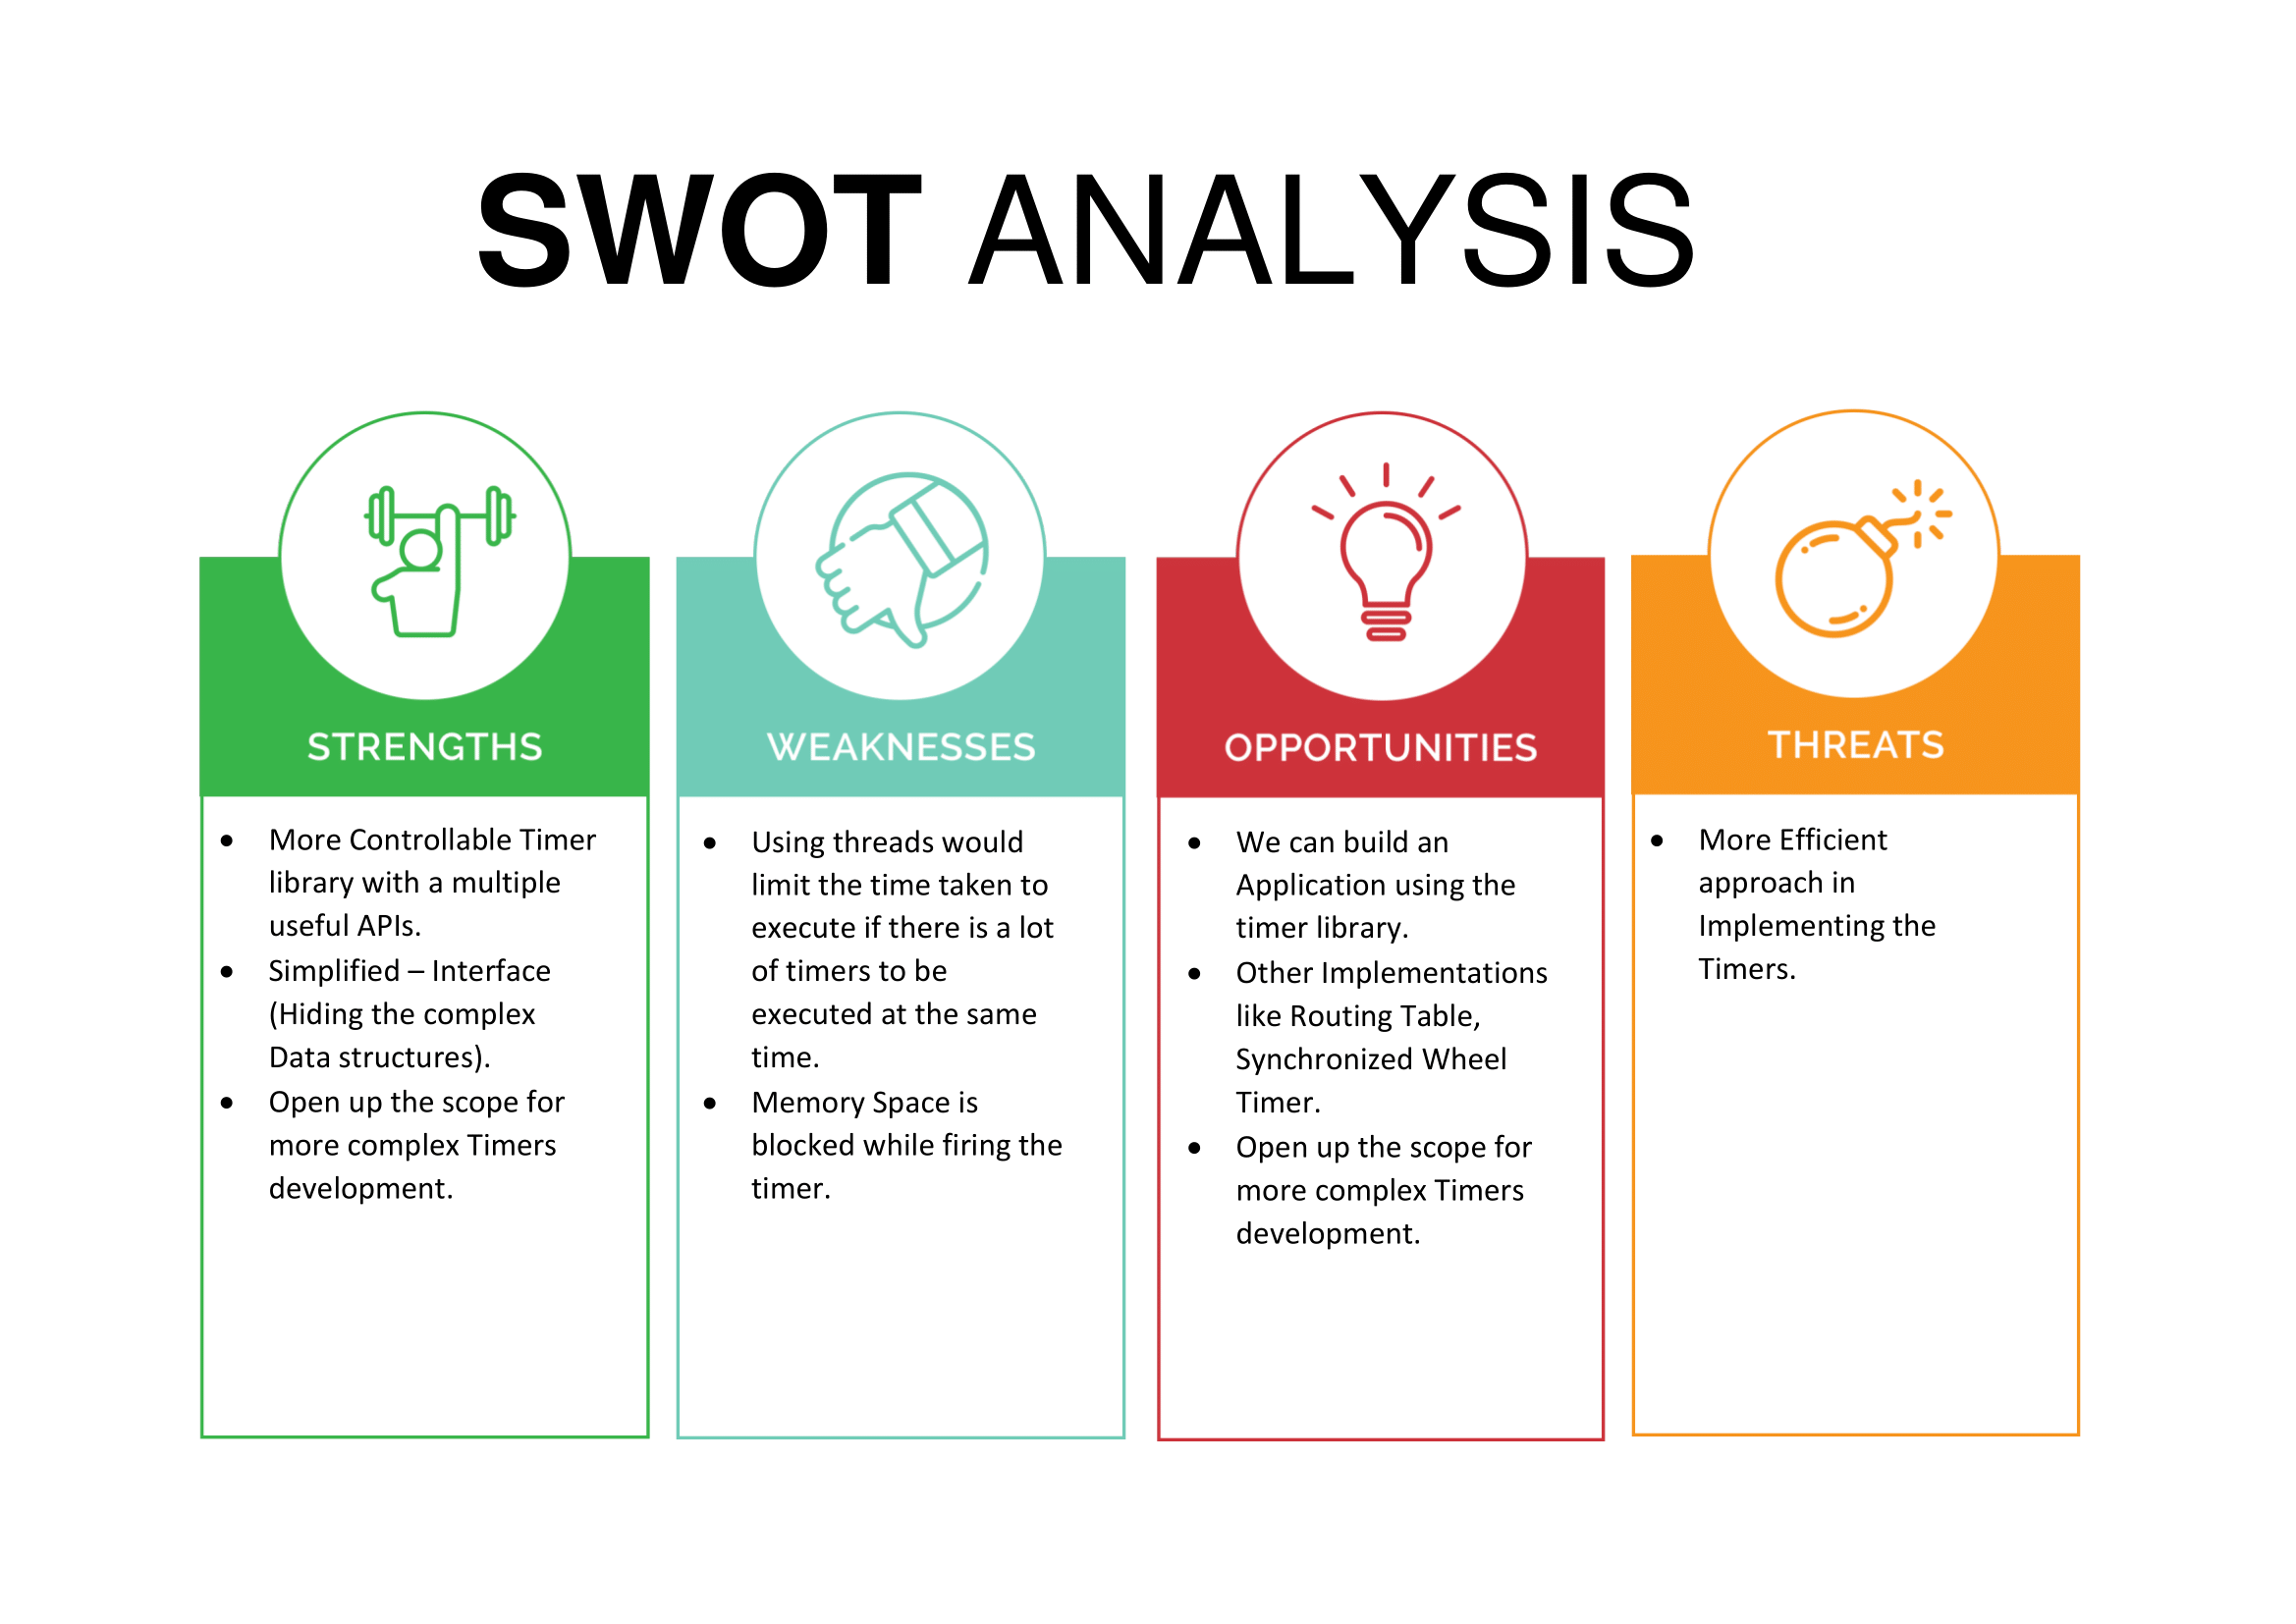 SWOT ANALYSIS
STRENGTHS
• More Controllable Timer
library with a multiple
useful APIs.
• Simplified – Interface
(Hiding the complex
Data structures).
• Open up the scope for
more complex Timers
development.
WEAKNESSES
• Using threads would
limit the time taken to
execute if there is a lot
of timers to be
executed at the same
time.
• Memory Space is
blocked while firing the
timer.
OPPORTUNITIES
• We can build an
Application using the
timer library.
• Other Implementations
like Routing Table,
Synchronized Wheel
Timer.
• Open up the scope for
more complex Timers
development.
THREATS
• More Efficient
approach in
Implementing the
Timers.